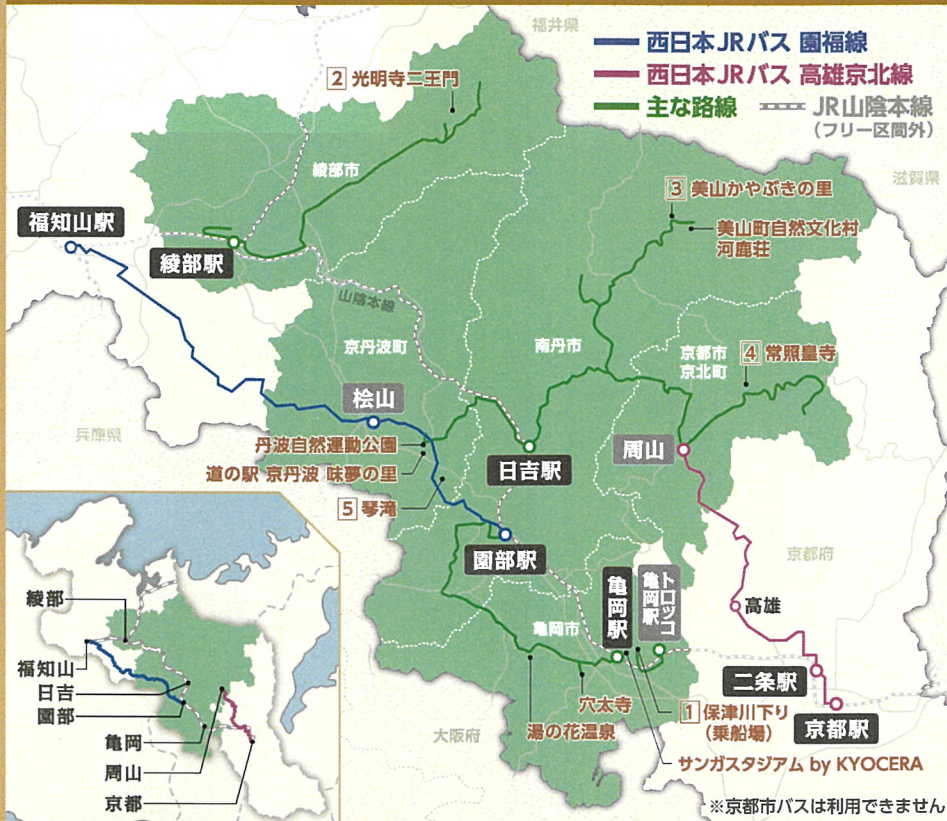 福井県
西日本JRバス 園福線
西日本JRバス 高雄京北線
主な路線
JR山陰本線
(フリー区間外)
2 光明寺二王門
綾部市
滋賀県
3 美山かやぶきの里
美山町自然文化村
河鹿荘
福知山駅
綾部駅
山陰本線
京丹波町
南丹市
京都市
京北町
4 常照皇寺
兵庫県
桧山
丹波自然運動公園
道の駅 京丹波 味夢の里
日吉駅
周山
5 琴滝
園部駅
京都府
亀岡駅
トロッコ
亀岡駅
高雄
亀岡市
二条駅
京都駅
穴太寺
湯の花温泉
1 保津川下り
(乗船場)
大阪府
サンガスタジアム by KYOCERA
※京都市バスは利用できません
綾部
福知山
日吉
園部
亀岡
周山
京都